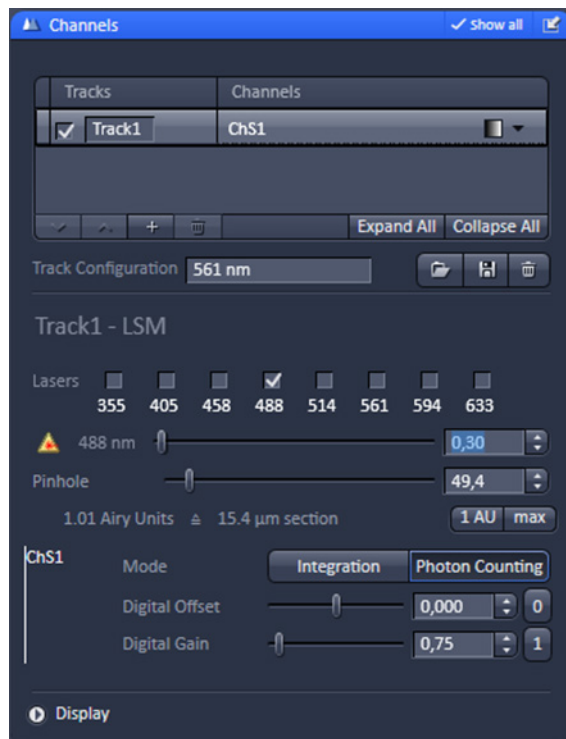 Channels ✓ Show all
Tracks Channels
Track1 ChS1
+ Expand All Collapse All
Track Configuration 561 nm
Track1 - LSM
Lasers
355 405 458 488 514 561 594 633
488 nm 0,30
Pinhole 49,4
1.01 Airy Units ≙ 15.4 µm section 1 AU max
ChS1 Mode Integration Photon Counting
Digital Offset 0,000 0
Digital Gain 0,75 1
Display